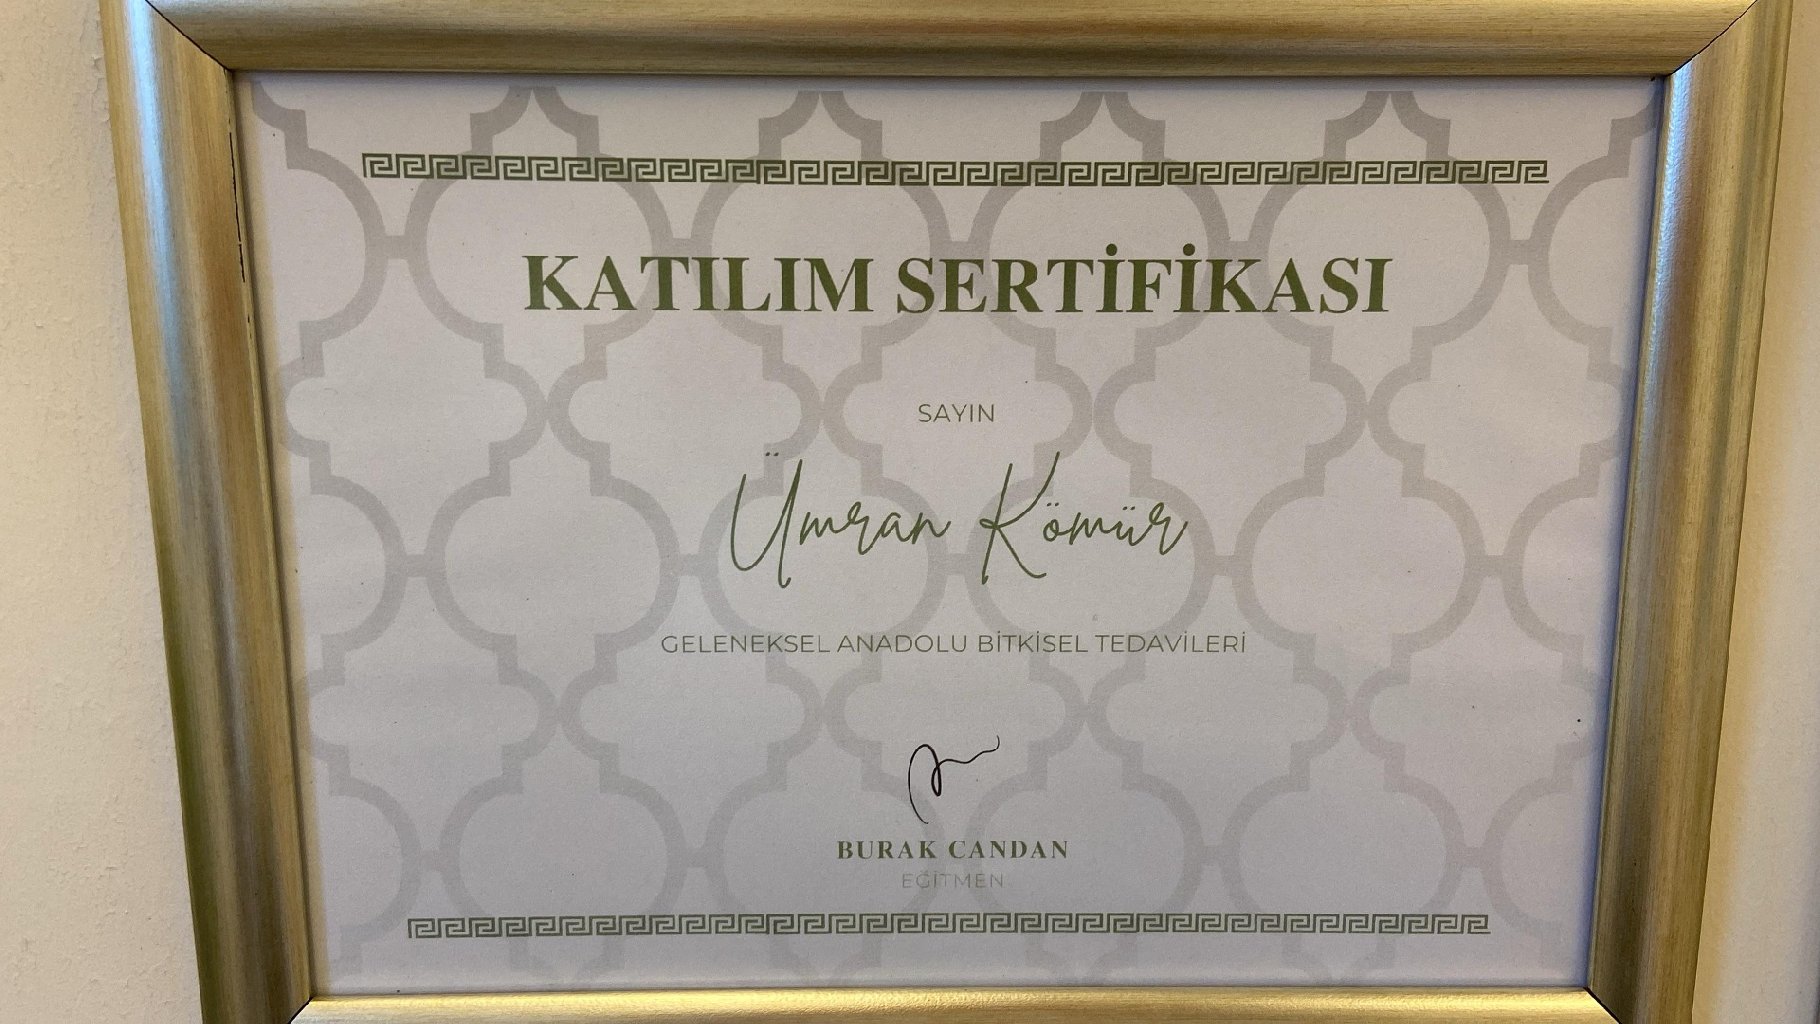 KATILIM SERTİFİKASI
SAYIN
Ümran Kömür
GELENEKSEL ANADOLU BİTKİSEL TEDAVİLERİ
BURAK CANDAN
EĞİTMEN